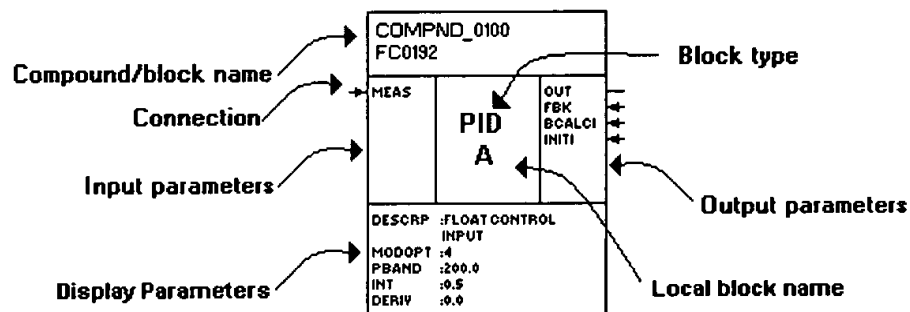 COMPND_0100
FC0192
Compound/block name
Block type
MEAS
OUT
FBK
BCALCI
INITI
Connection
PID
A
Input parameters
Output parameters
DESCRP :FLOAT CONTROL
INPUT
MODOPT :4
PBAND :200.0
INT :0.5
DERIV :0.0
Display Parameters
Local block name